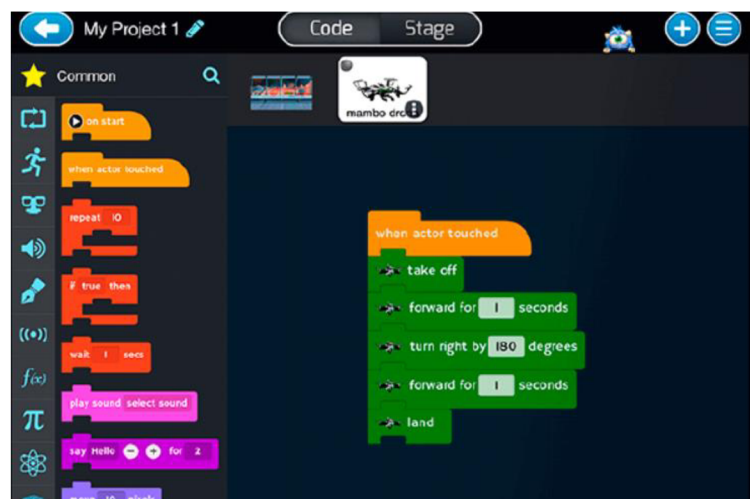 My Project 1
Code
Stage
Common
mambo dro
on start
when actor touched
repeat 10
if true then
wait 1 secs
play sound select sound
say Hello - + for 2
f(x)
π
when actor touched
take off
forward for 1 seconds
turn right by 180 degrees
forward for 1 seconds
land